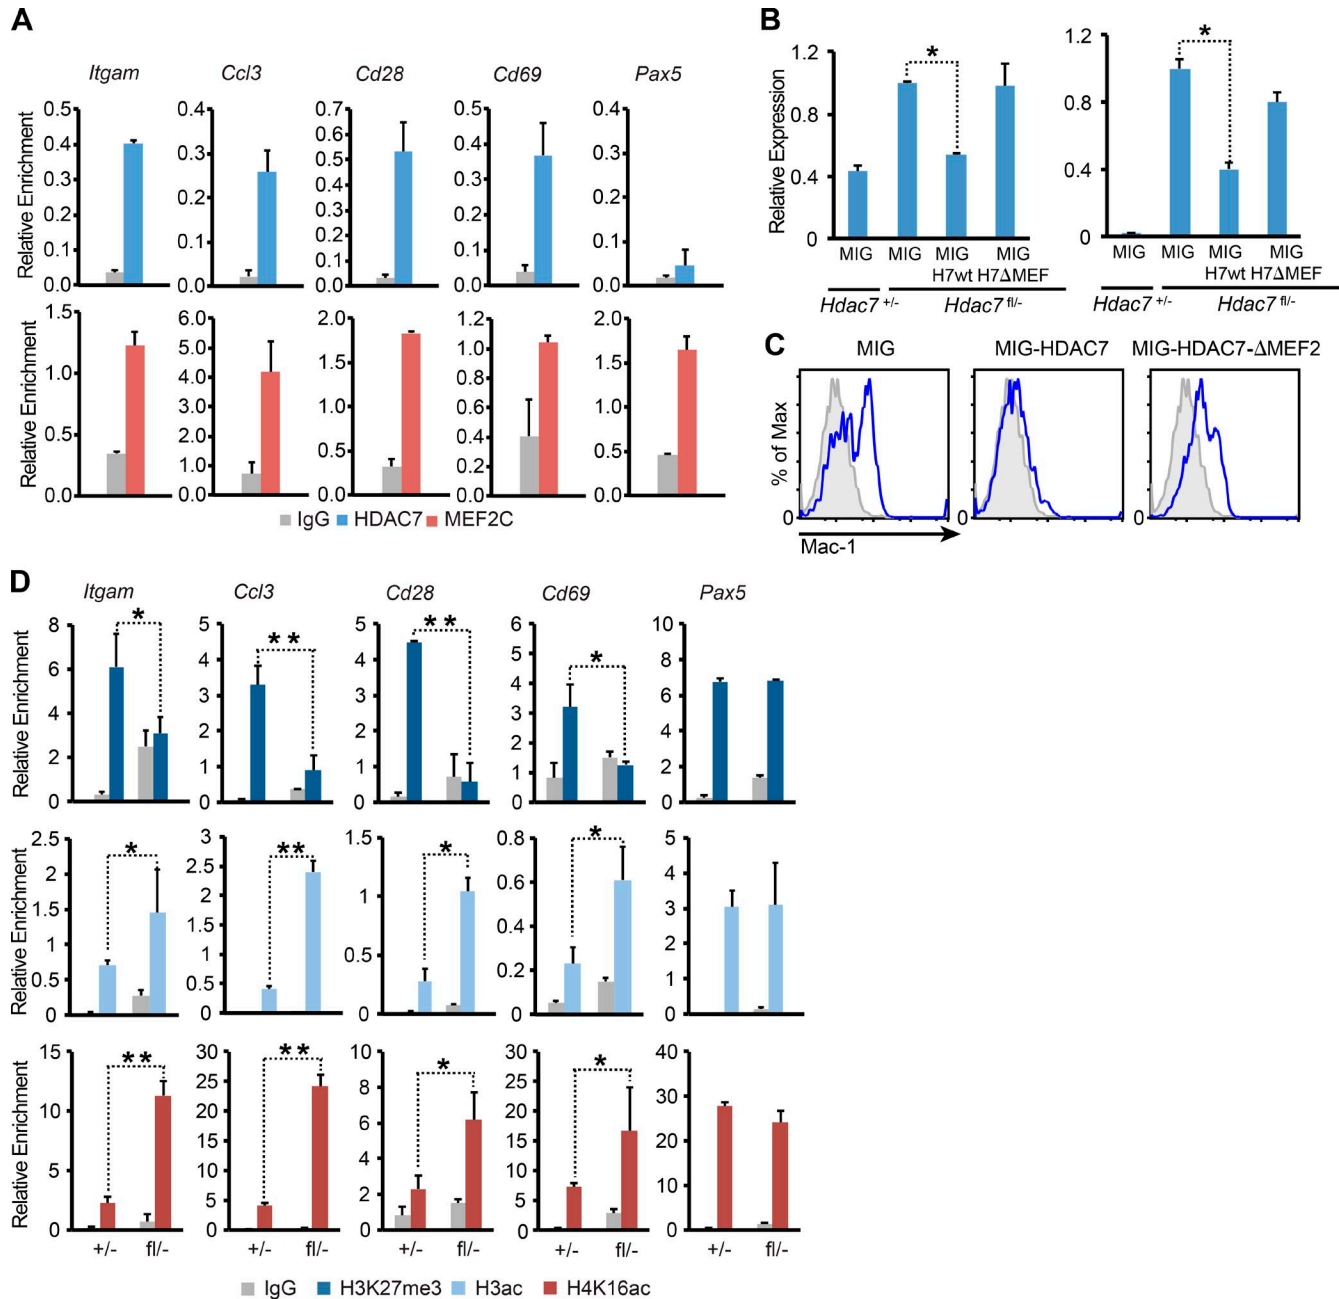 A
Itgam Ccl3 Cd28 Cd69 Pax5
Relative Enrichment
0.5 0.4 0.3 0.2 0.1 0.0
0.4 0.3 0.2 0.1 0.0
0.7 0.6 0.5 0.4 0.3 0.2 0.1 0.0
0.5 0.4 0.3 0.2 0.1 0.0
0.4 0.3 0.2 0.1 0.0
Relative Enrichment
1.5 1.0 0.5 0.0
6.0 5.0 4.0 3.0 2.0 1.0 0.0
2.0 1.5 1.0 0.5 0.0
1.2 1.0 0.8 0.6 0.4 0.2 0.0
2.0 1.5 1.0 0.5 0.0
IgG HDAC7 MEF2C
B
Relative Expression
1.2 0.8 0.4 0
*
MIG MIG MIG MIG
H7wt H7ΔMEF
Hdac7 +/- Hdac7 fl/-
1.2 0.8 0.4 0
*
MIG MIG MIG MIG
H7wt H7ΔMEF
Hdac7 +/- Hdac7 fl/-
C
MIG MIG-HDAC7 MIG-HDAC7-ΔMEF2
% of Max
0 0 0
Mac-1
D
Itgam Ccl3 Cd28 Cd69 Pax5
Relative Enrichment
8 6 4 2 0
*
5 4 3 2 1 0
**
5 4 3 2 1 0
**
6 5 4 3 2 1 0
*
10 8 6 4 2 0
Relative Enrichment
2.5 2 1.5 1 0.5 0
*
3 2.5 2 1.5 1 0.5 0
**
1.5 1 0.5 0
*
0.8 0.6 0.4 0.2 0
*
5 4 3 2 1 0
Relative Enrichment
15 10 5 0
**
30 25 20 15 10 5 0
**
10 8 6 4 2 0
*
30 25 20 15 10 5 0
*
40 30 20 10 0
+/- fl/- +/- fl/- +/- fl/- +/- fl/- +/- fl/-
IgG H3K27me3 H3ac H4K16ac